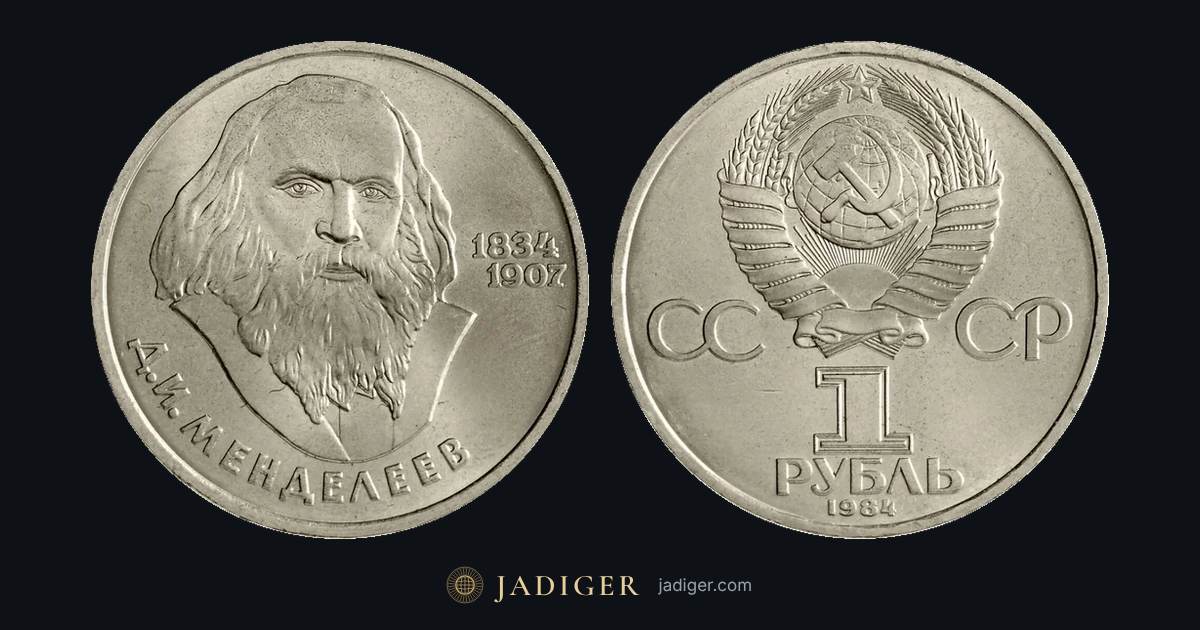 1834
1907
Д.И. МЕНДЕЛЕЕВ
СС СР
1
РУБЛЬ
1984
JADIGER jadiger.com